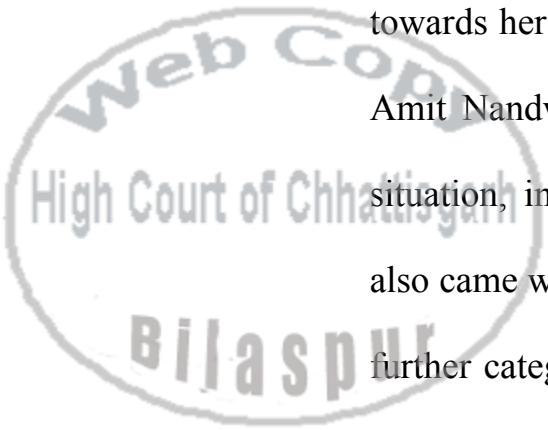 towards her
Web Copy
Amit Nandw
High Court of Chhattisgarh
situation, in
also came w
Bilaspur
further categ